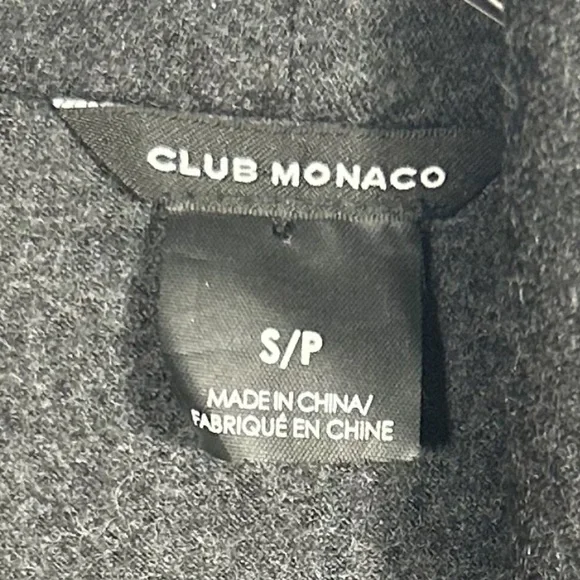 CLUB MONACO
S/P
MADE IN CHINA/
FABRIQUÉ EN CHINE